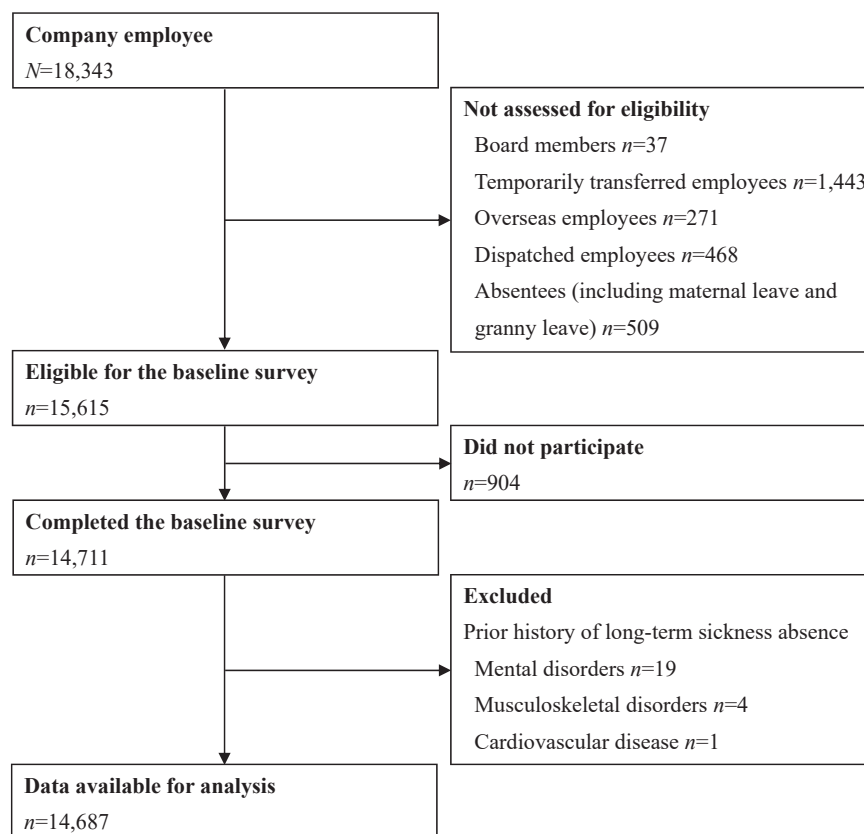 Company employee
N=18,343
Not assessed for eligibility
Board members n=37
Temporarily transferred employees n=1,443
Overseas employees n=271
Dispatched employees n=468
Absentees (including maternal leave and
granny leave) n=509
Eligible for the baseline survey
n=15,615
Did not participate
n=904
Completed the baseline survey
n=14,711
Excluded
Prior history of long-term sickness absence
Mental disorders n=19
Musculoskeletal disorders n=4
Cardiovascular disease n=1
Data available for analysis
n=14,687